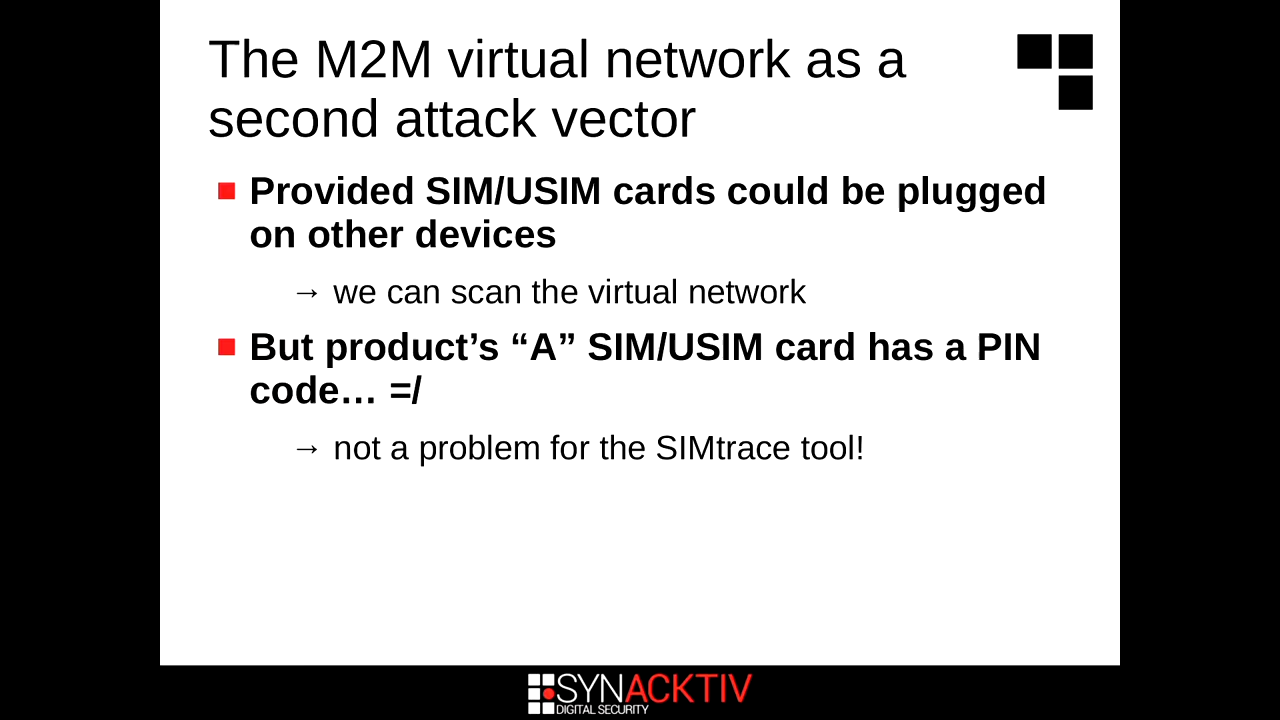 The M2M virtual network as a
second attack vector
Provided SIM/USIM cards could be plugged
on other devices
→ we can scan the virtual network
But product’s “A” SIM/USIM card has a PIN
code… =/
→ not a problem for the SIMtrace tool!
SYNACKTIV
DIGITAL SECURITY